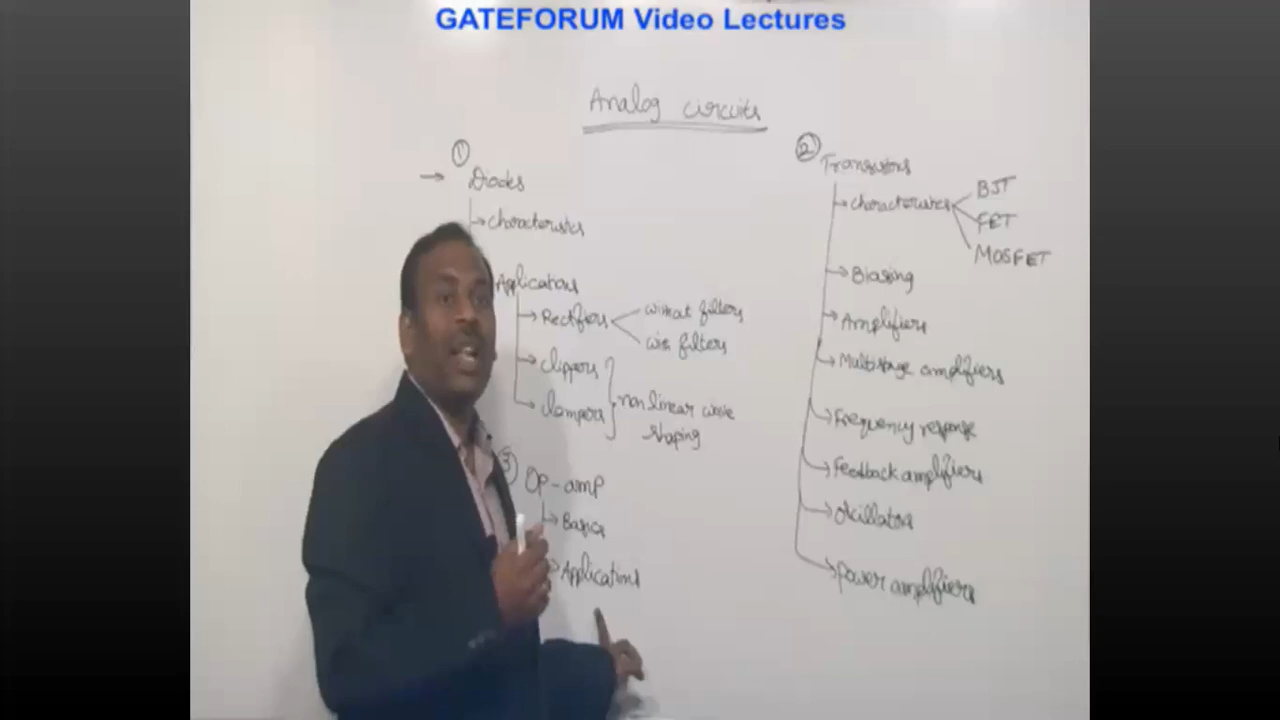 GATEFORUM Video Lectures
Analog circuits
①
→ Diodes
→ characteristics
Applications
→ Rectifiers
without filters
with filters
→ clippers
→ clampers
non linear wave
shaping
③ Op-amp
→ Basics
→ Applications
②
Transistors
→ characteristics
BJT
FET
MOSFET
→ Biasing
→ Amplifiers
→ Multistage amplifiers
→ Frequency response
→ Feedback amplifiers
→ oscillators
→ power amplifiers